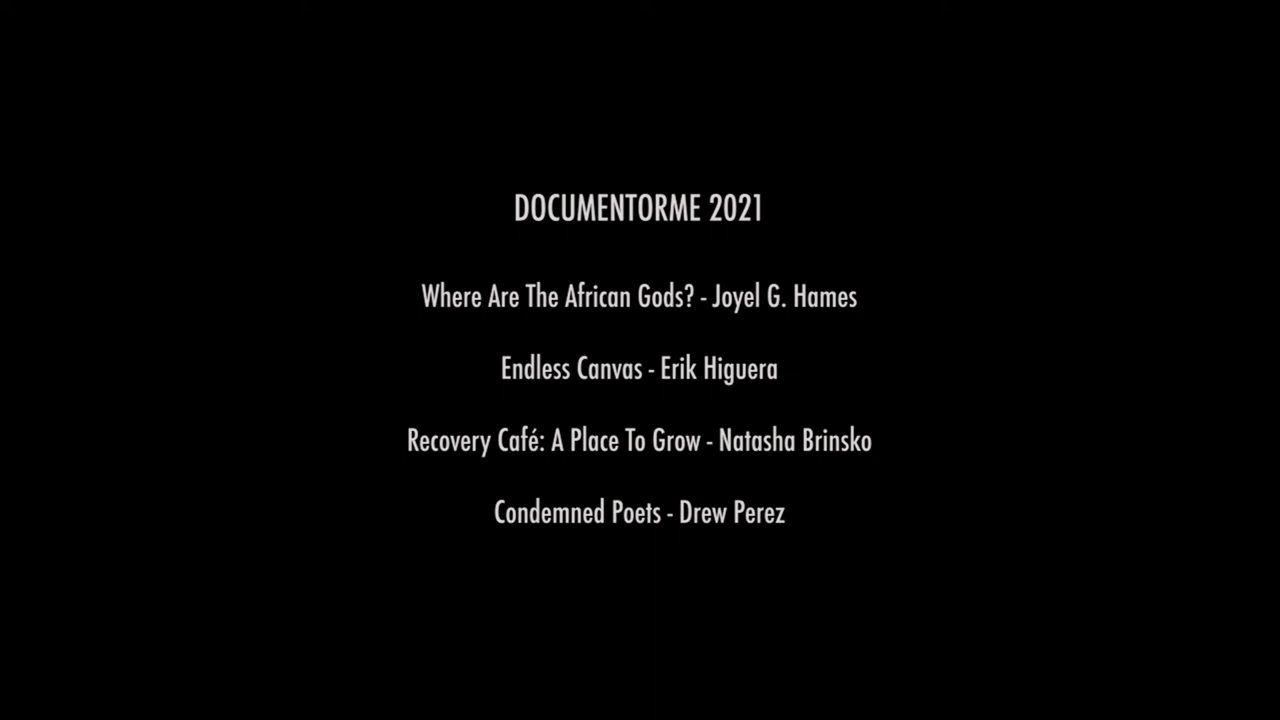 DOCUMENTORME 2021
Where Are The African Gods? - Joyel G. Hames
Endless Canvas - Erik Higuera
Recovery Café: A Place To Grow - Natasha Brinsko
Condemned Poets - Drew Perez